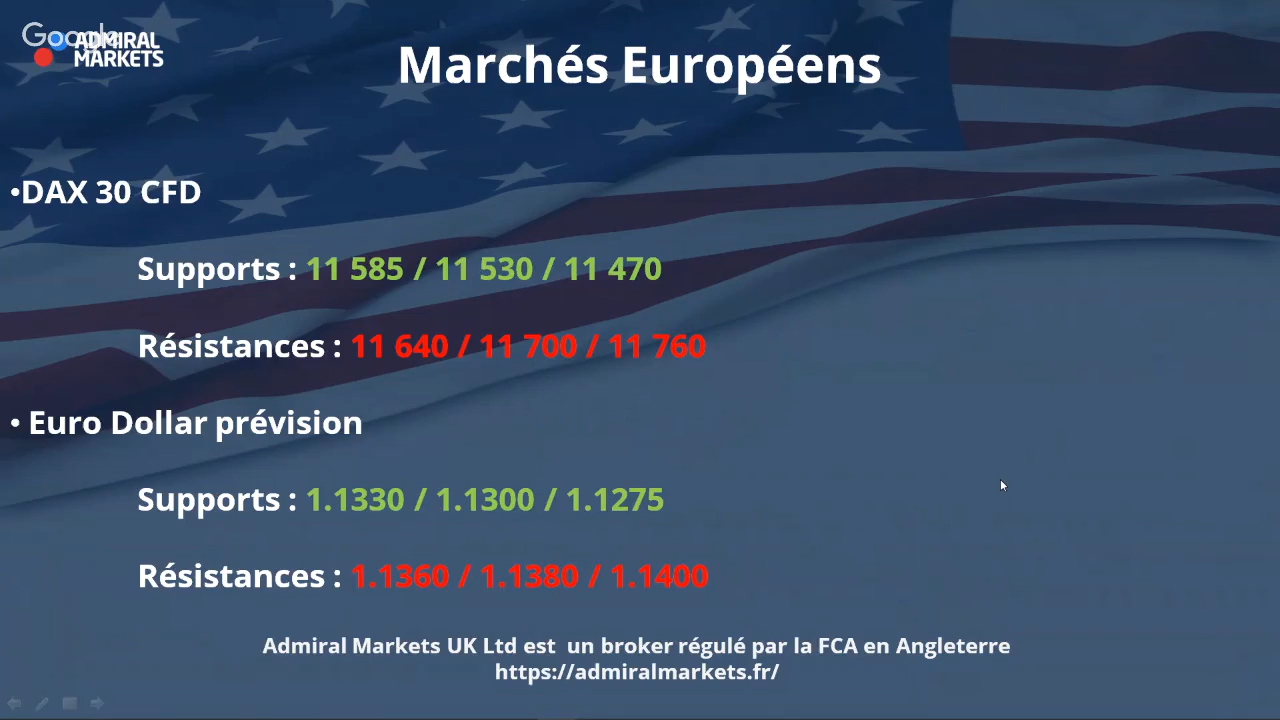 Google
ADMIRAL
MARKETS
Marchés Européens
•DAX 30 CFD
Supports : 11 585 / 11 530 / 11 470
Résistances : 11 640 / 11 700 / 11 760
• Euro Dollar prévision
Supports : 1.1330 / 1.1300 / 1.1275
Résistances : 1.1360 / 1.1380 / 1.1400
Admiral Markets UK Ltd est  un broker régulé par la FCA en Angleterre
https://admiralmarkets.fr/